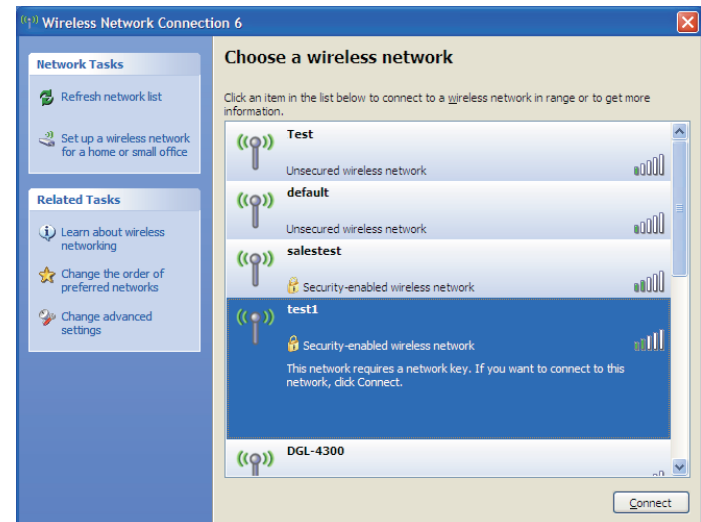 Wireless Network Connection 6
Network Tasks
Refresh network list
Set up a wireless network
for a home or small office
Related Tasks
Learn about wireless
networking
Change the order of
preferred networks
Change advanced
settings
Choose a wireless network
Click an item in the list below to connect to a wireless network in range or to get more
information.
Test
Unsecured wireless network
default
Unsecured wireless network
salestest
Security-enabled wireless network
test1
Security-enabled wireless network
This network requires a network key. If you want to connect to this
network, click Connect.
DGL-4300
Connect